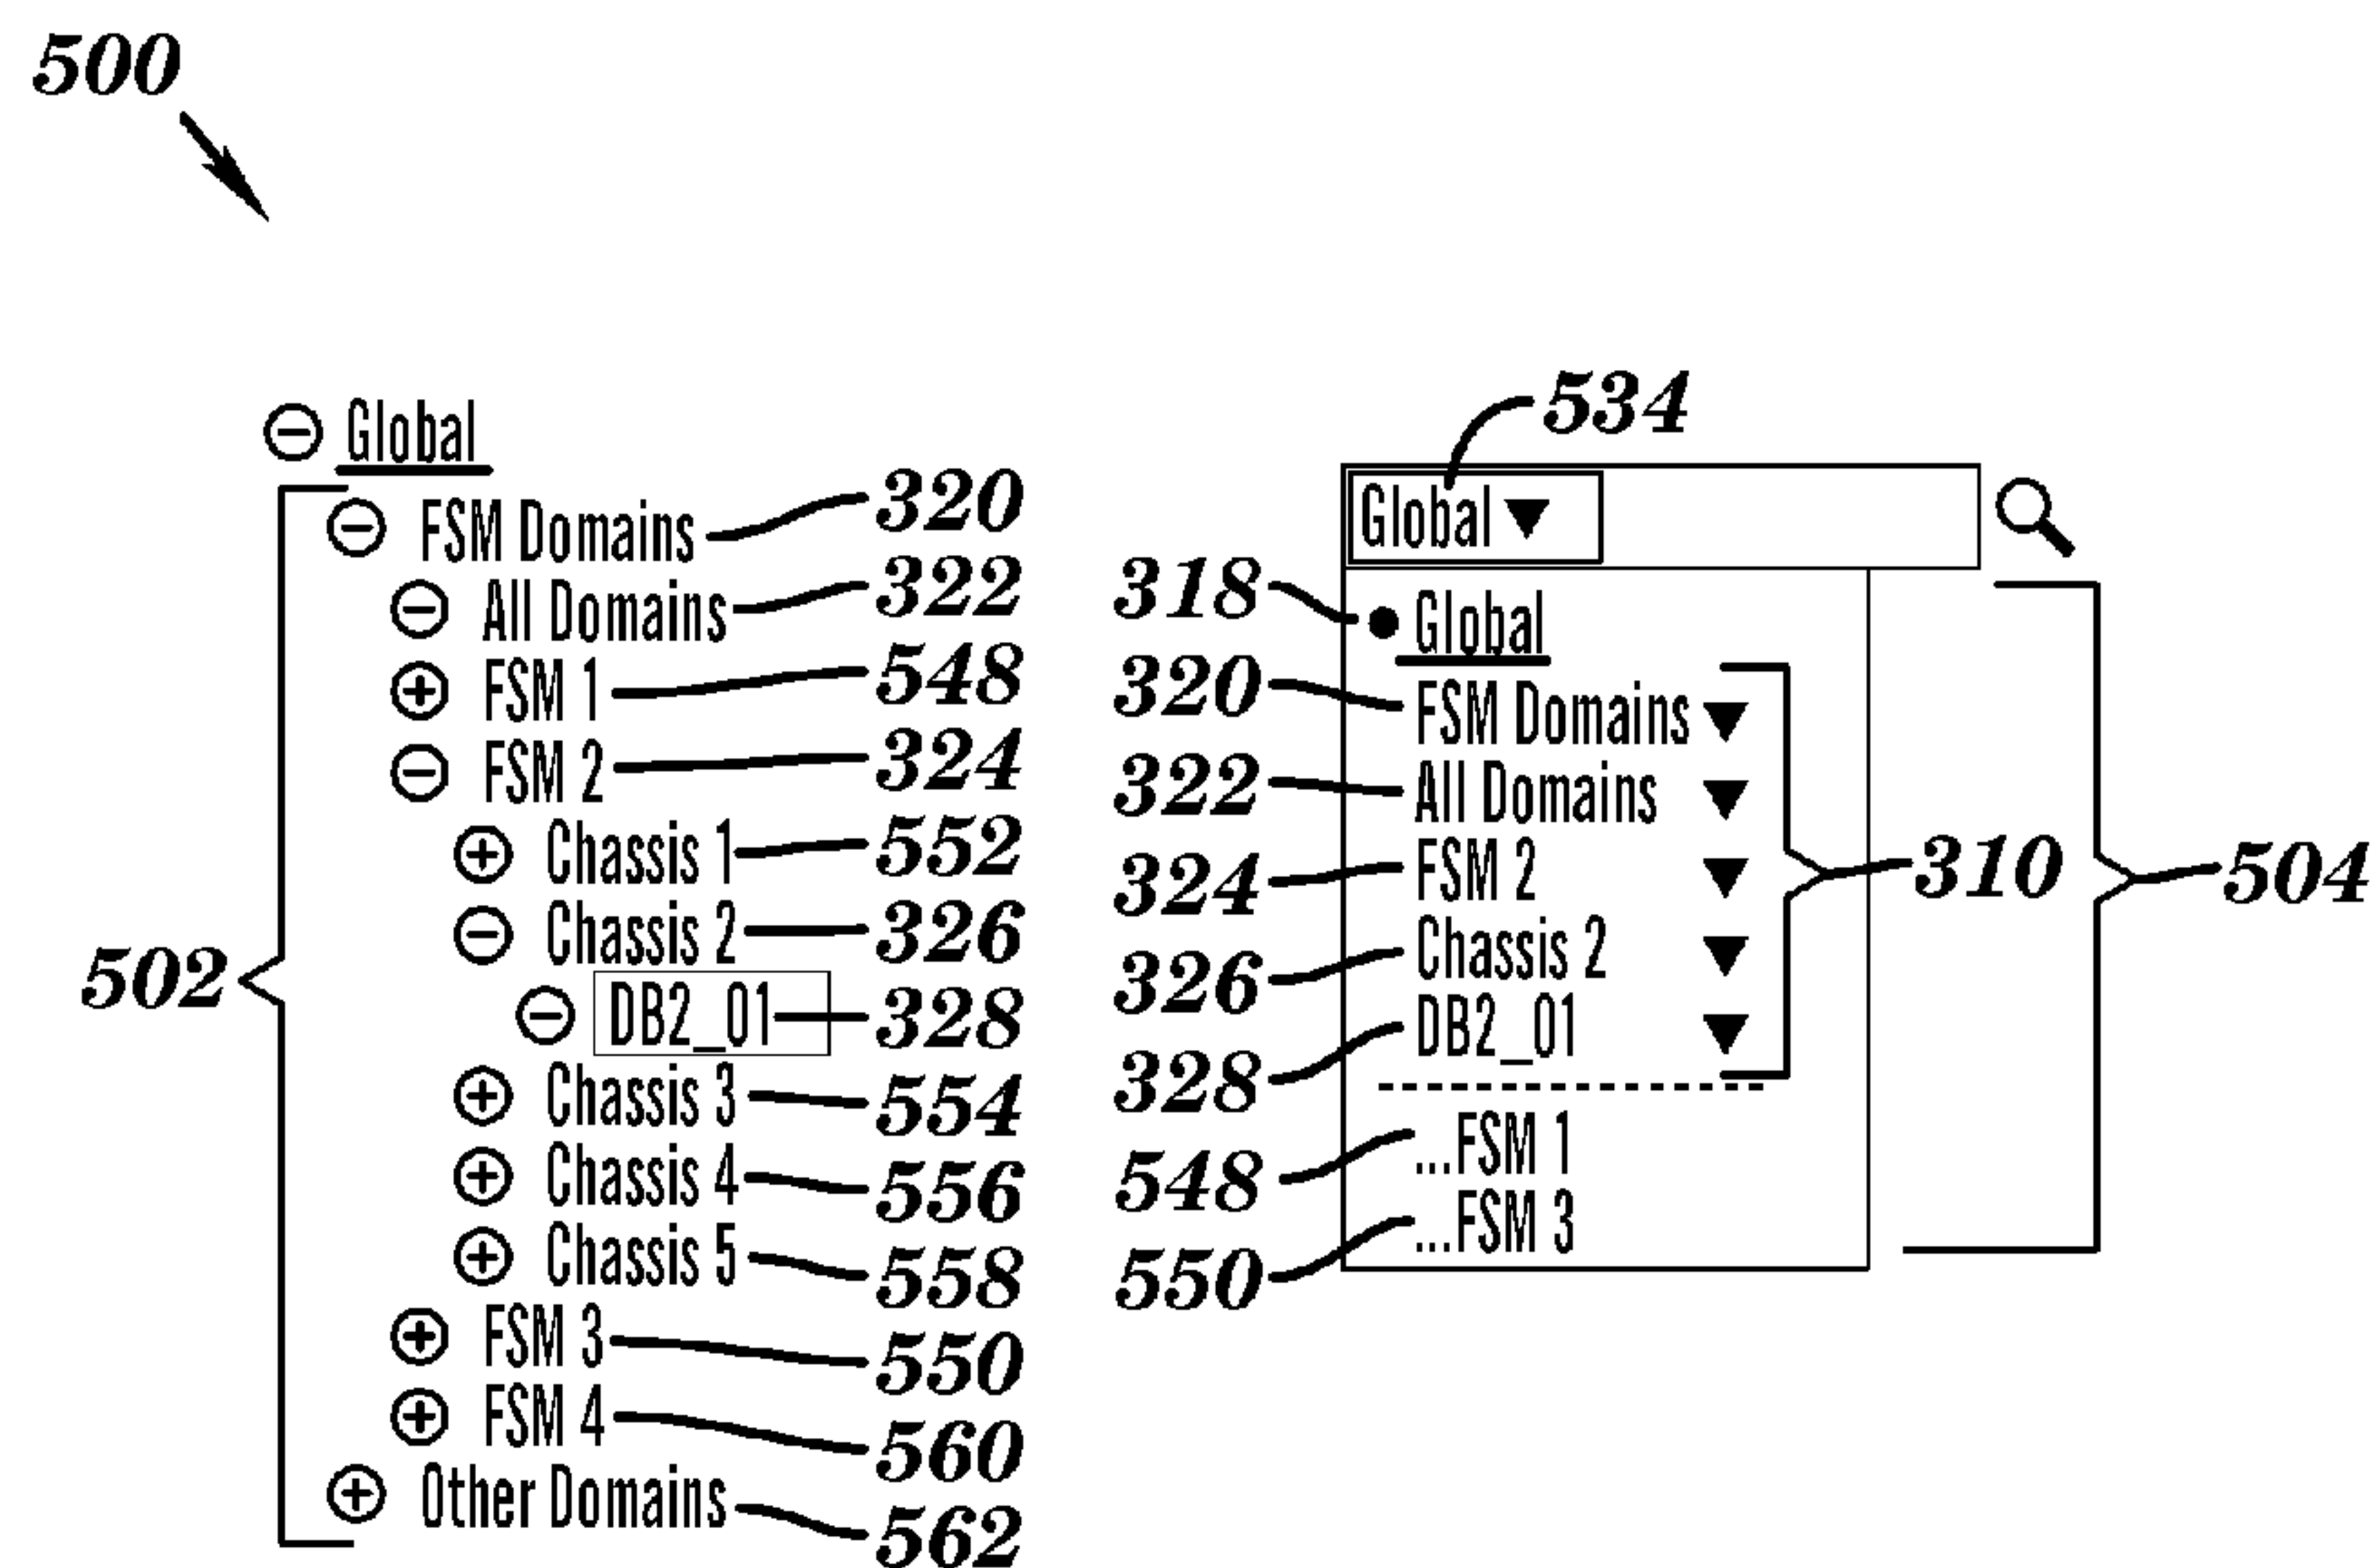 500
Global
FSM Domains 320
All Domains 322
FSM 1 548
FSM 2 324
Chassis 1 552
Chassis 2 326
DB2_01 328
Chassis 3 554
Chassis 4 556
Chassis 5 558
FSM 3 550
FSM 4 560
Other Domains 562
502
534
Global
318 Global
320 FSM Domains
322 All Domains
324 FSM 2
326 Chassis 2
328 DB2_01
548 ...FSM 1
550 ...FSM 3
310
504